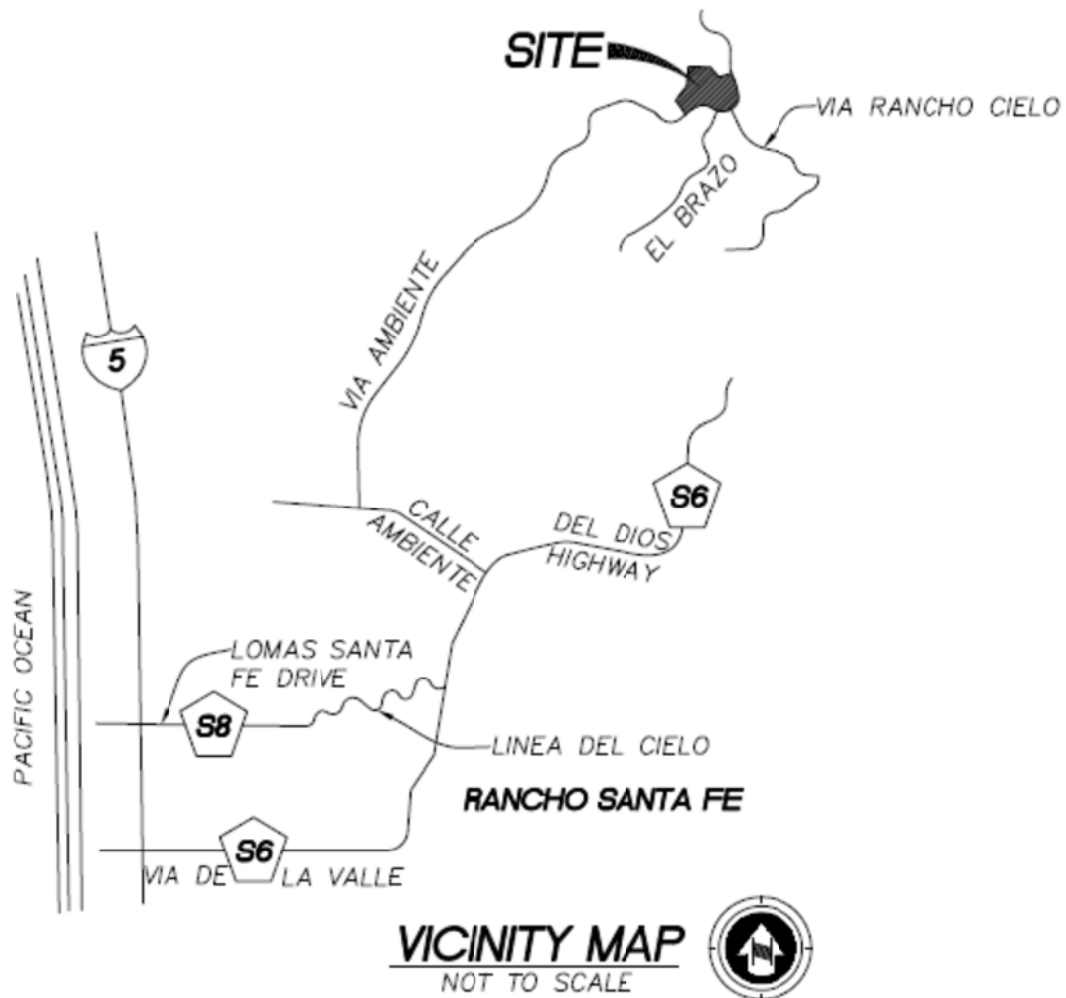 SITE
VIA RANCHO CIELO
EL BRAZO
VIA AMBIENTE
5
S6
CALLE
AMBIENTE
DEL DIOS
HIGHWAY
PACIFIC OCEAN
LOMAS SANTA
FE DRIVE
S8
LINEA DEL CIELO
RANCHO SANTA FE
S6
VIA DE LA VALLE
VICINITY MAP
NOT TO SCALE
N